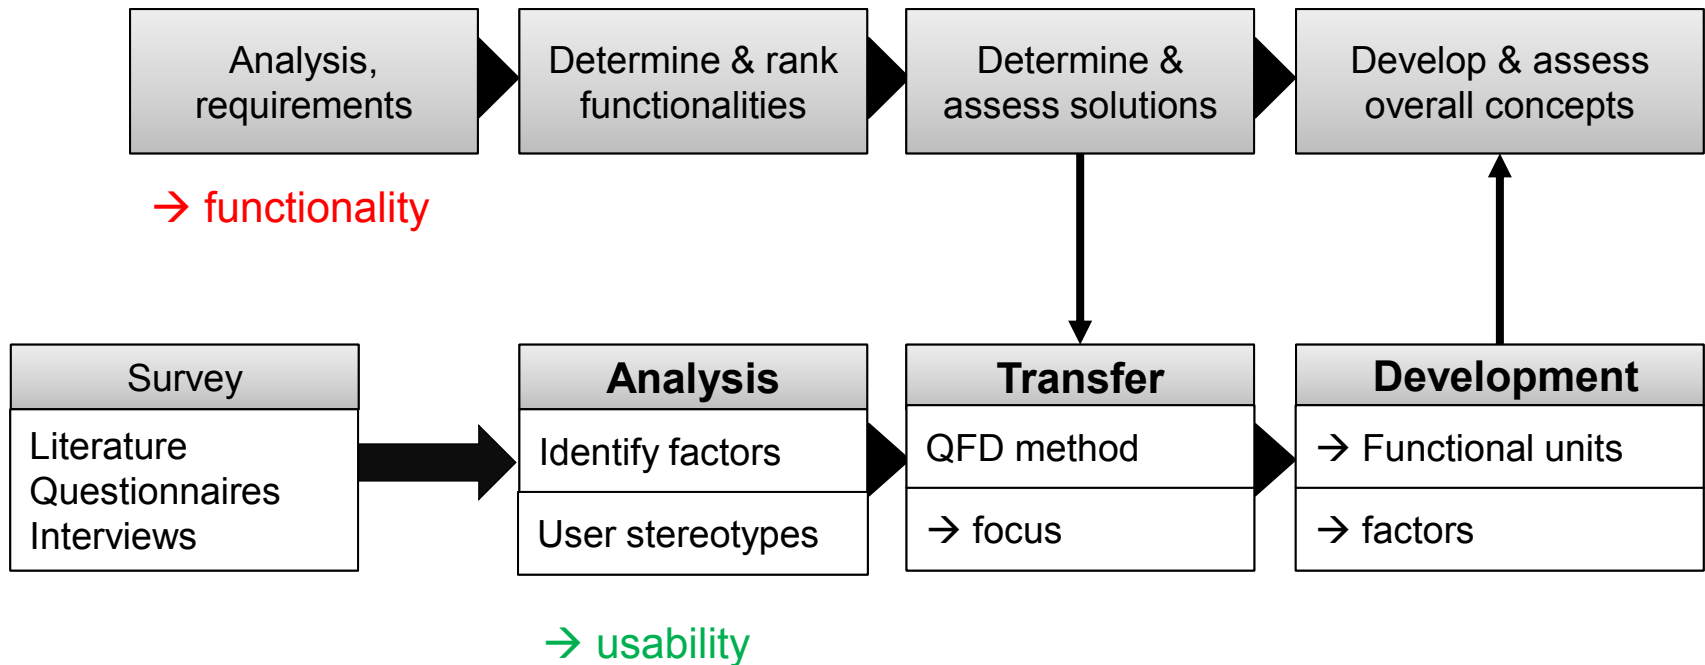 Analysis,
requirements
Determine & rank
functionalities
Determine &
assess solutions
Develop & assess
overall concepts
→ functionality
Survey
Literature
Questionnaires
Interviews
Analysis
Identify factors
User stereotypes
Transfer
QFD method
→ focus
Development
→ Functional units
→ factors
→ usability